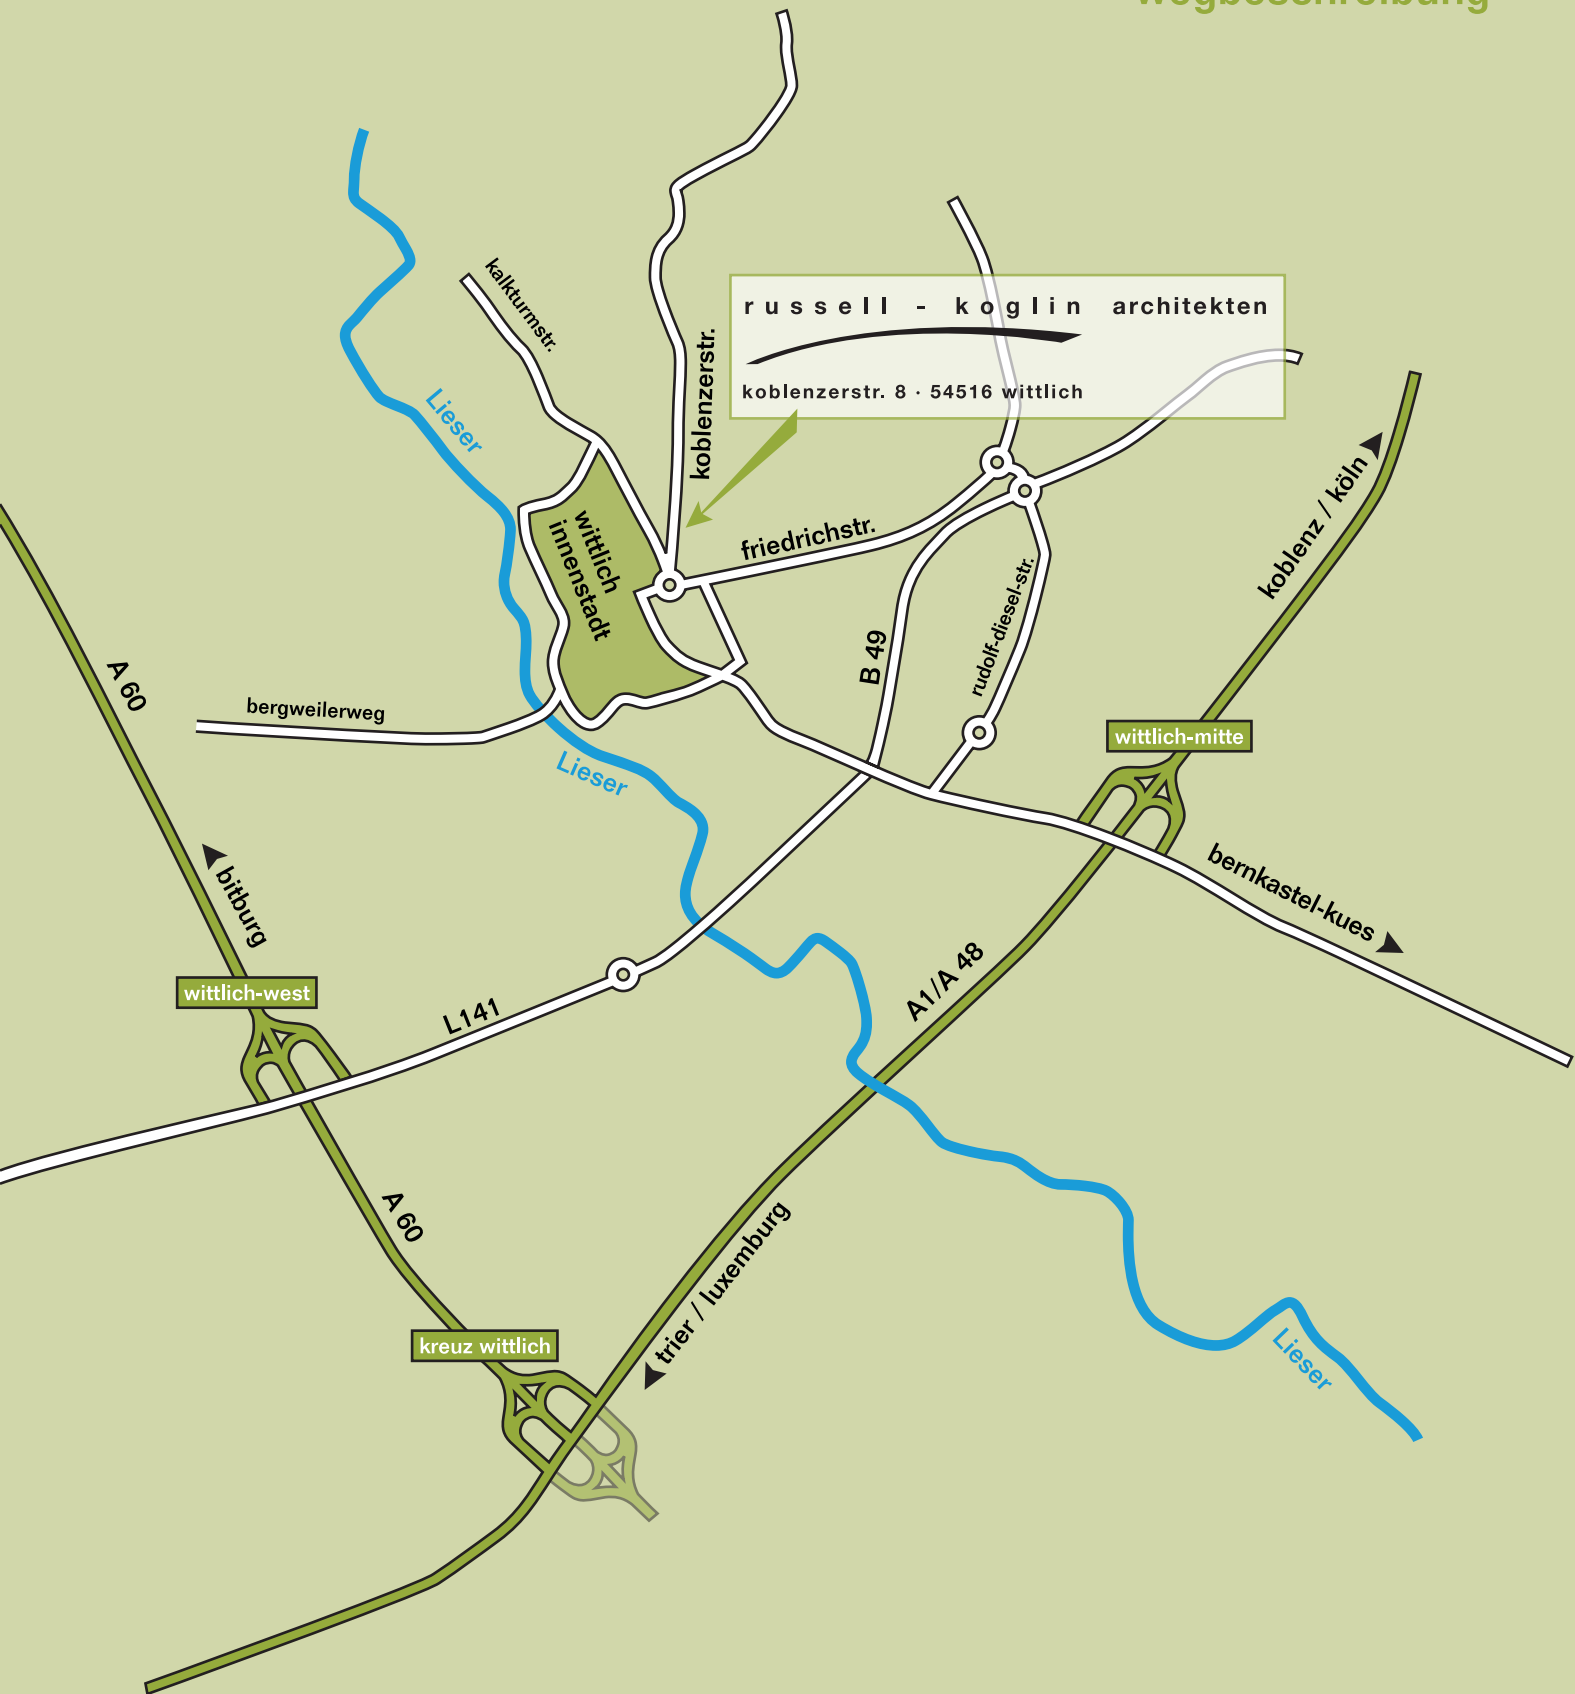 wegbeschreibung
kalkturmstr.
koblenzerstr.
russell - koglin architekten
koblenzerstr. 8 · 54516 wittlich
Lieser
koblenz / köln
wittlich
innenstadt
friedrichstr.
rudolf-diesel-str.
B 49
A 60
bergweilerweg
wittlich-mitte
Lieser
bitburg
bernkastel-kues
wittlich-west
A1/A 48
L141
A 60
trier / luxemburg
kreuz wittlich
Lieser